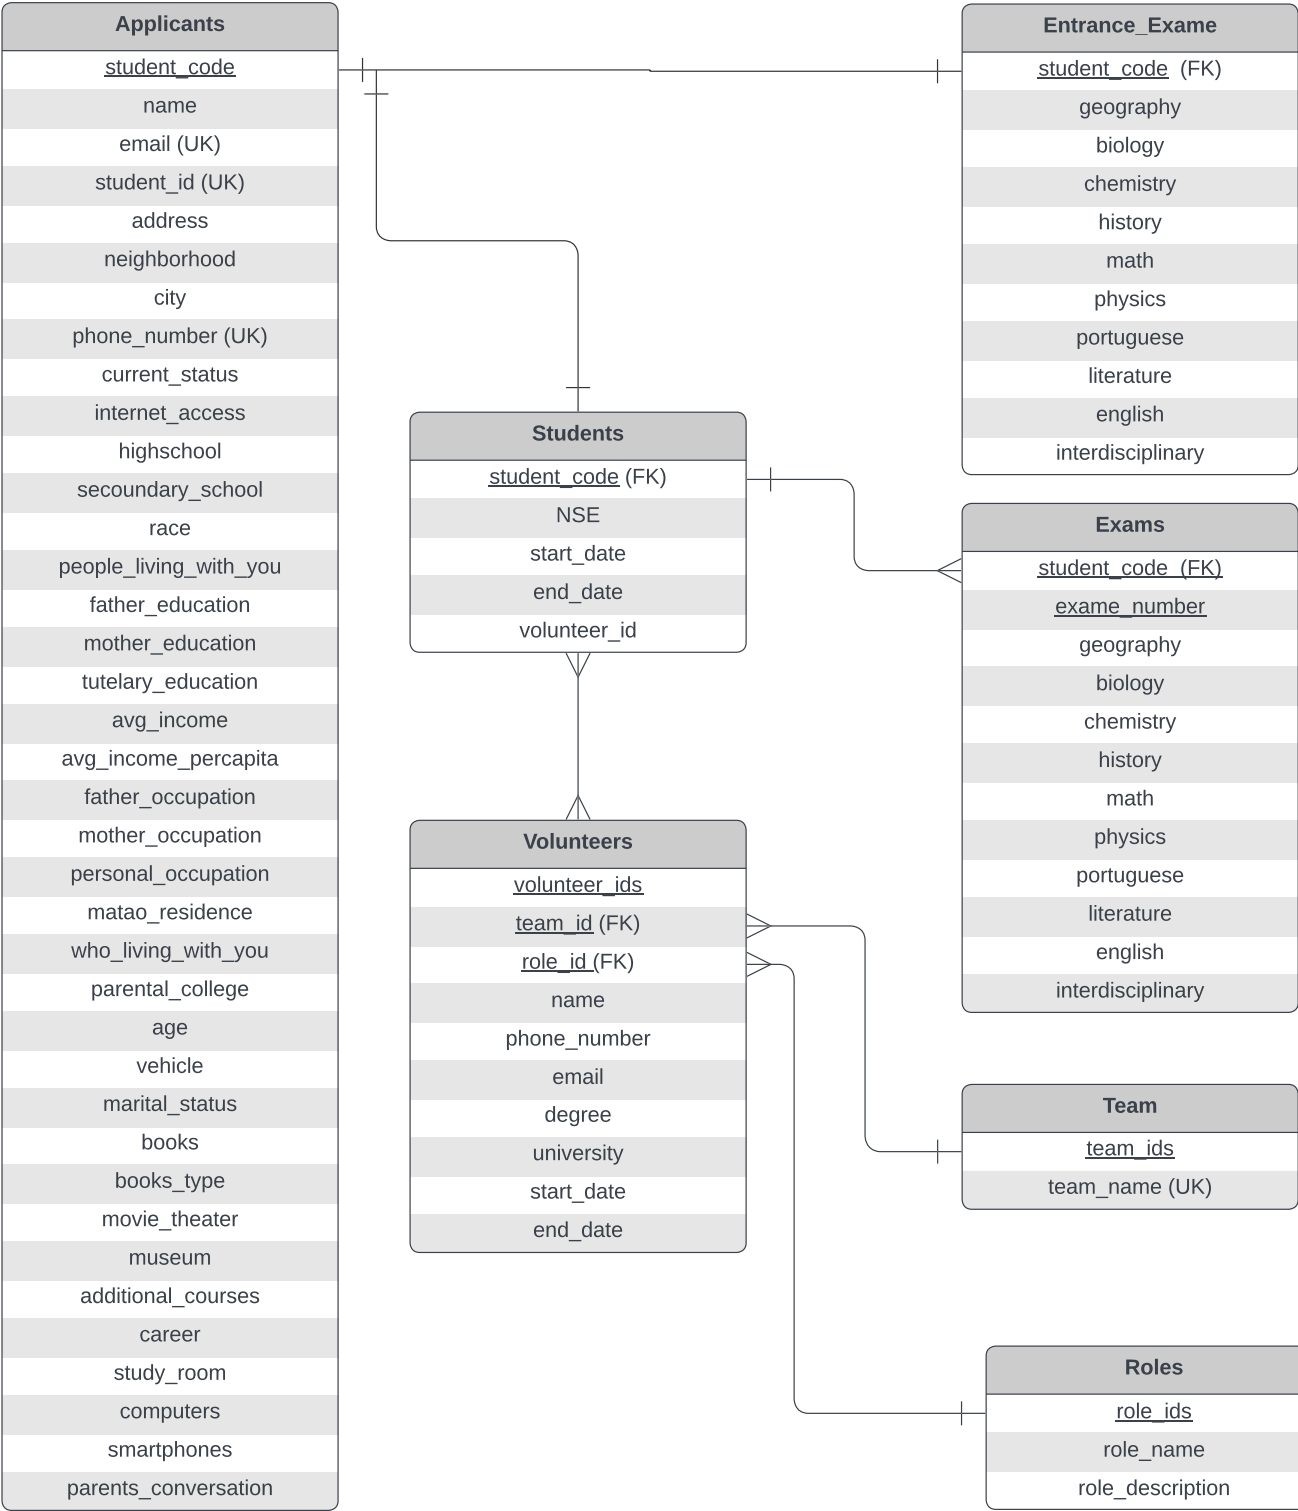 Applicants
student_code
name
email (UK)
student_id (UK)
address
neighborhood
city
phone_number (UK)
current_status
internet_access
highschool
secoundary_school
race
people_living_with_you
father_education
mother_education
tutelary_education
avg_income
avg_income_percapita
father_occupation
mother_occupation
personal_occupation
matao_residence
who_living_with_you
parental_college
age
vehicle
marital_status
books
books_type
movie_theater
museum
additional_courses
career
study_room
computers
smartphones
parents_conversation
Students
student_code (FK)
NSE
start_date
end_date
volunteer_id
Volunteers
volunteer_ids
team_id (FK)
role_id (FK)
name
phone_number
email
degree
university
start_date
end_date
Entrance_Exame
student_code (FK)
geography
biology
chemistry
history
math
physics
portuguese
literature
english
interdisciplinary
Exams
student_code (FK)
exame_number
geography
biology
chemistry
history
math
physics
portuguese
literature
english
interdisciplinary
Team
team_ids
team_name (UK)
Roles
role_ids
role_name
role_description